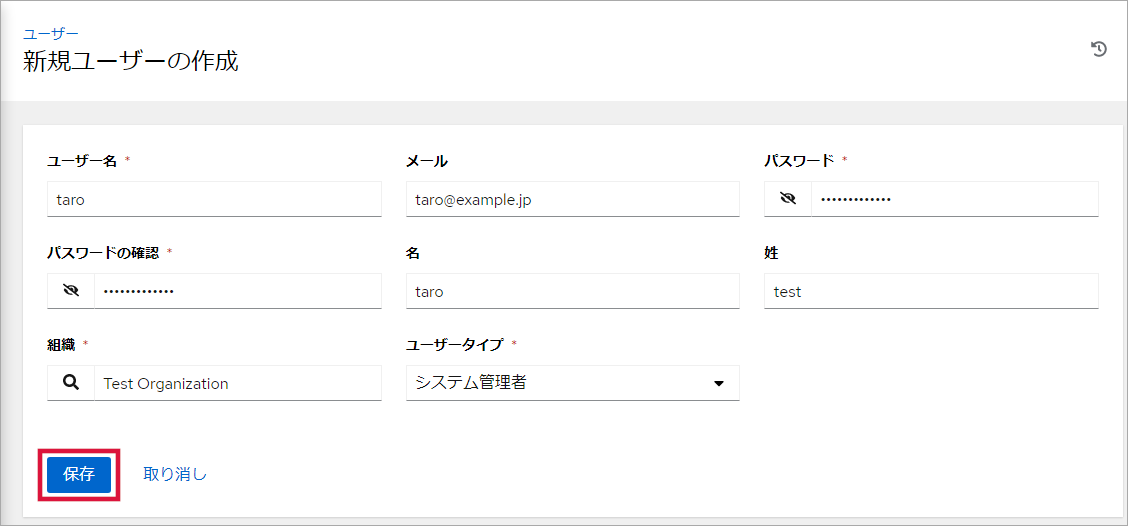 ユーザー
新規ユーザーの作成
ユーザー名 *
メール
パスワード *
taro
taro@example.jp
•••••••••••••
パスワードの確認 *
名
姓
•••••••••••••
taro
test
組織 *
ユーザータイプ *
Test Organization
システム管理者
保存
取り消し